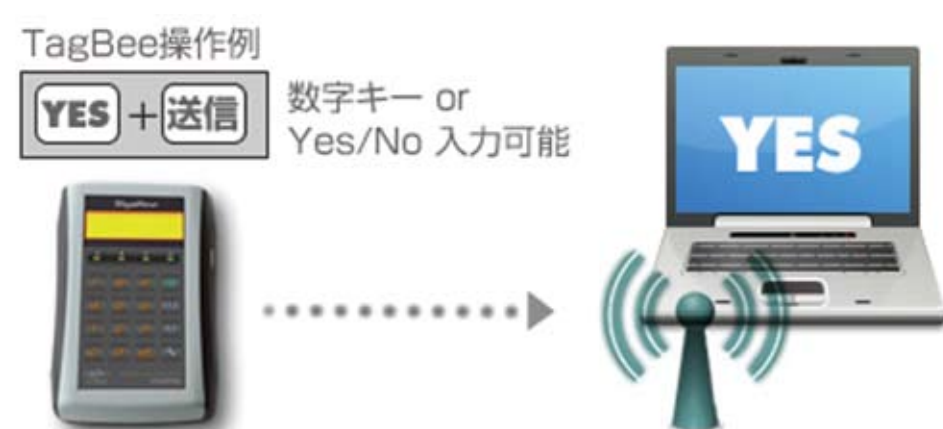 TagBee操作例
YES + 送信
数字キー or
Yes/No 入力可能
YES